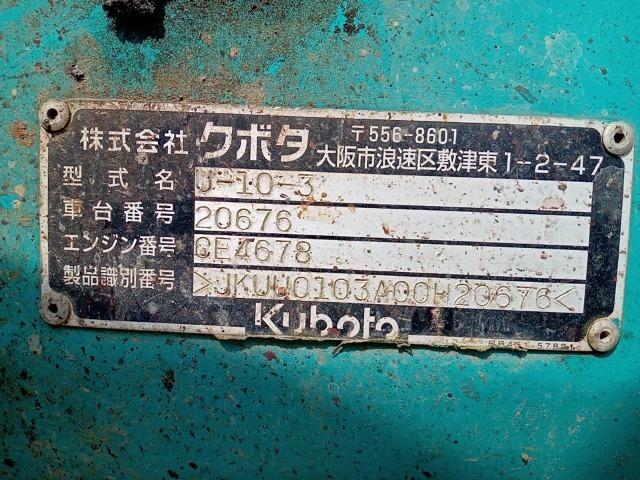 株式会社 クボタ 〒556-8601
大阪市浪速区敷津東1-2-47
型式名 U-10-3
車台番号 20676
エンジン番号 CE4678
製品識別番号 >JKUU0103A00H20676<
Kubota